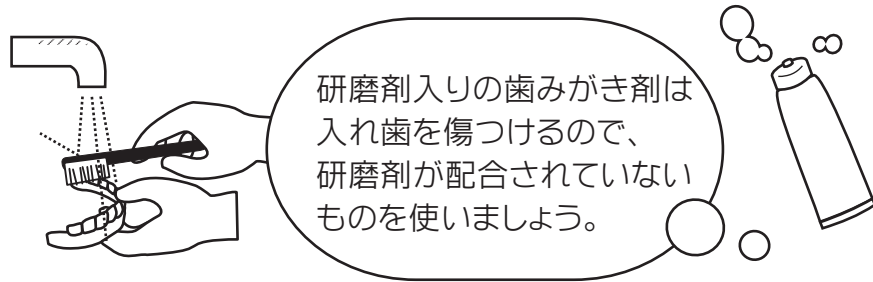 研磨剤入りの歯みがき剤は
入れ歯を傷つけるので、
研磨剤が配合されていない
ものを使いましょう。